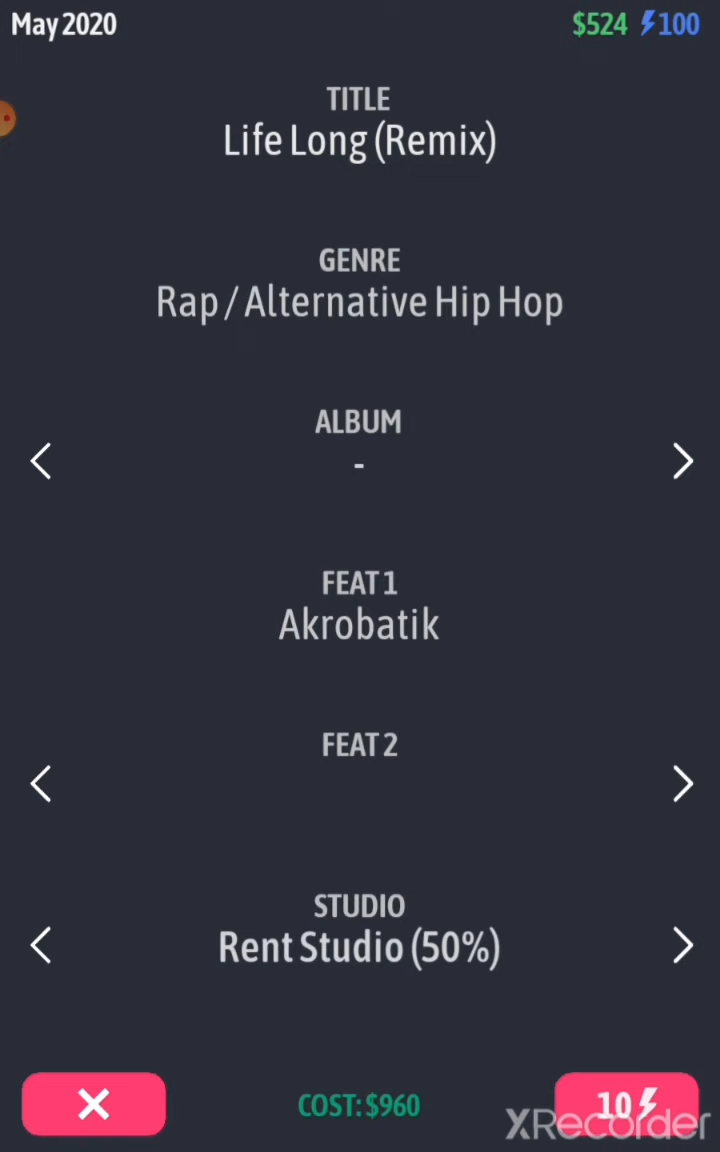 May 2020 $524 100
TITLE
Life Long (Remix)
GENRE
Rap / Alternative Hip Hop
ALBUM
-
FEAT 1
Akrobatik
FEAT 2
STUDIO
Rent Studio (50%)
COST: $960 10
XRecorder